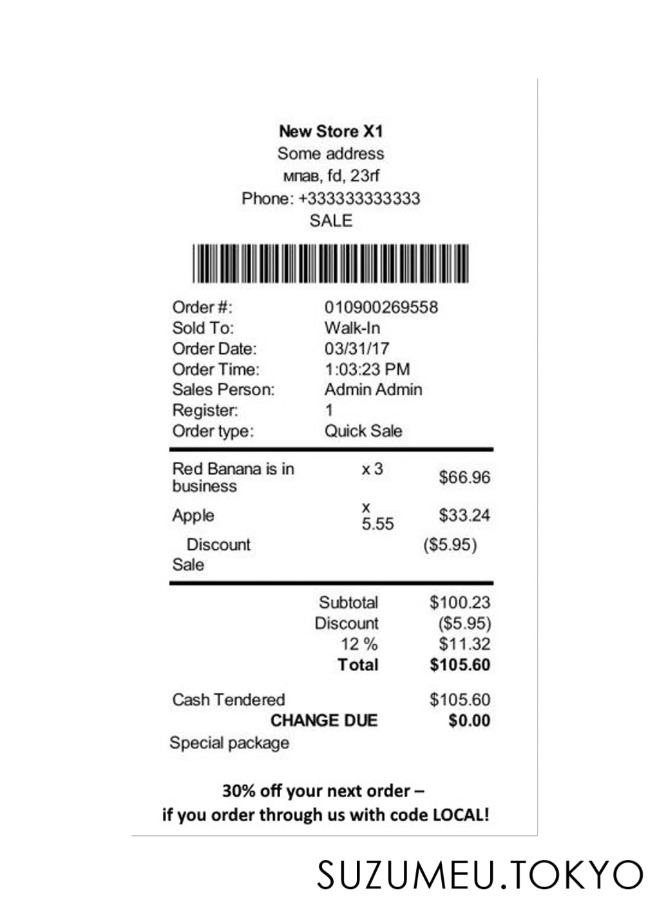 New Store X1
Some address
мпав, fd, 23rf
Phone: +333333333333
SALE
Order #: 010900269558
Sold To: Walk-In
Order Date: 03/31/17
Order Time: 1:03:23 PM
Sales Person: Admin Admin
Register: 1
Order type: Quick Sale
Red Banana is in business x 3 $66.96
Apple x 5.55 $33.24
Discount ($5.95)
Sale
Subtotal $100.23
Discount ($5.95)
12 % $11.32
Total $105.60
Cash Tendered $105.60
CHANGE DUE $0.00
Special package
30% off your next order –
if you order through us with code LOCAL!
SUZUMEU.TOKYO